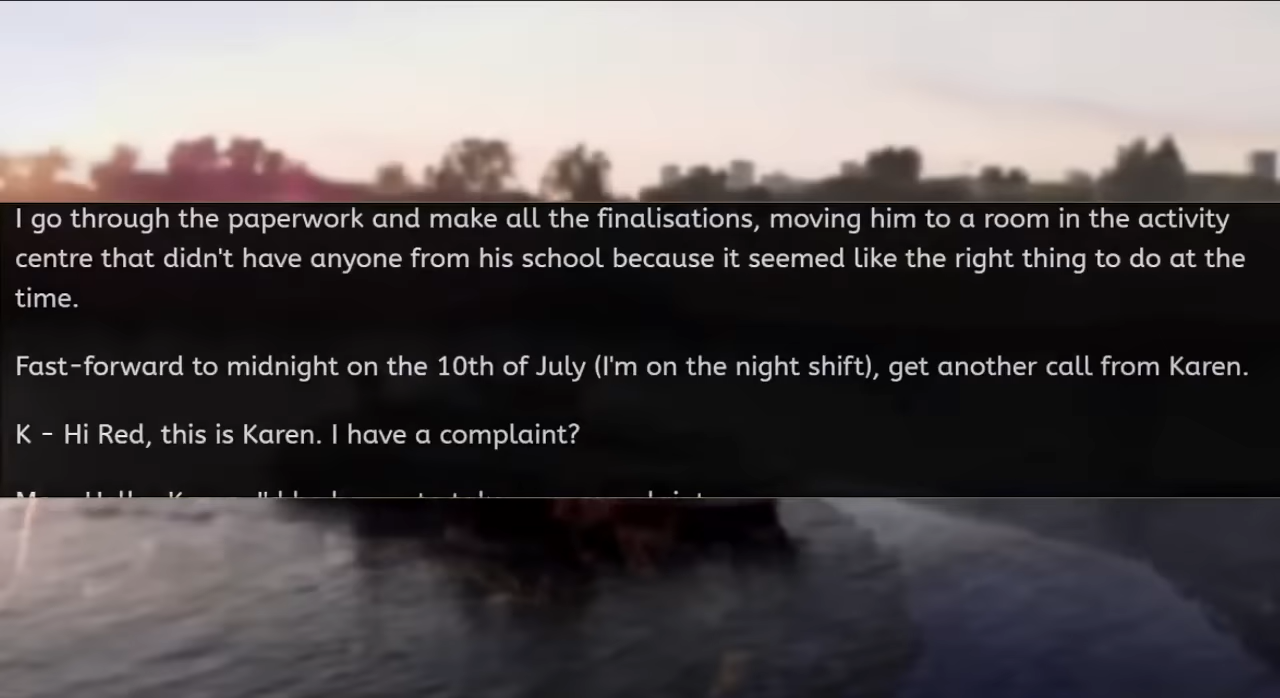 I go through the paperwork and make all the finalisations, moving him to a room in the activity
centre that didn't have anyone from his school because it seemed like the right thing to do at the
time.
Fast-forward to midnight on the 10th of July (I'm on the night shift), get another call from Karen.
K - Hi Red, this is Karen. I have a complaint?